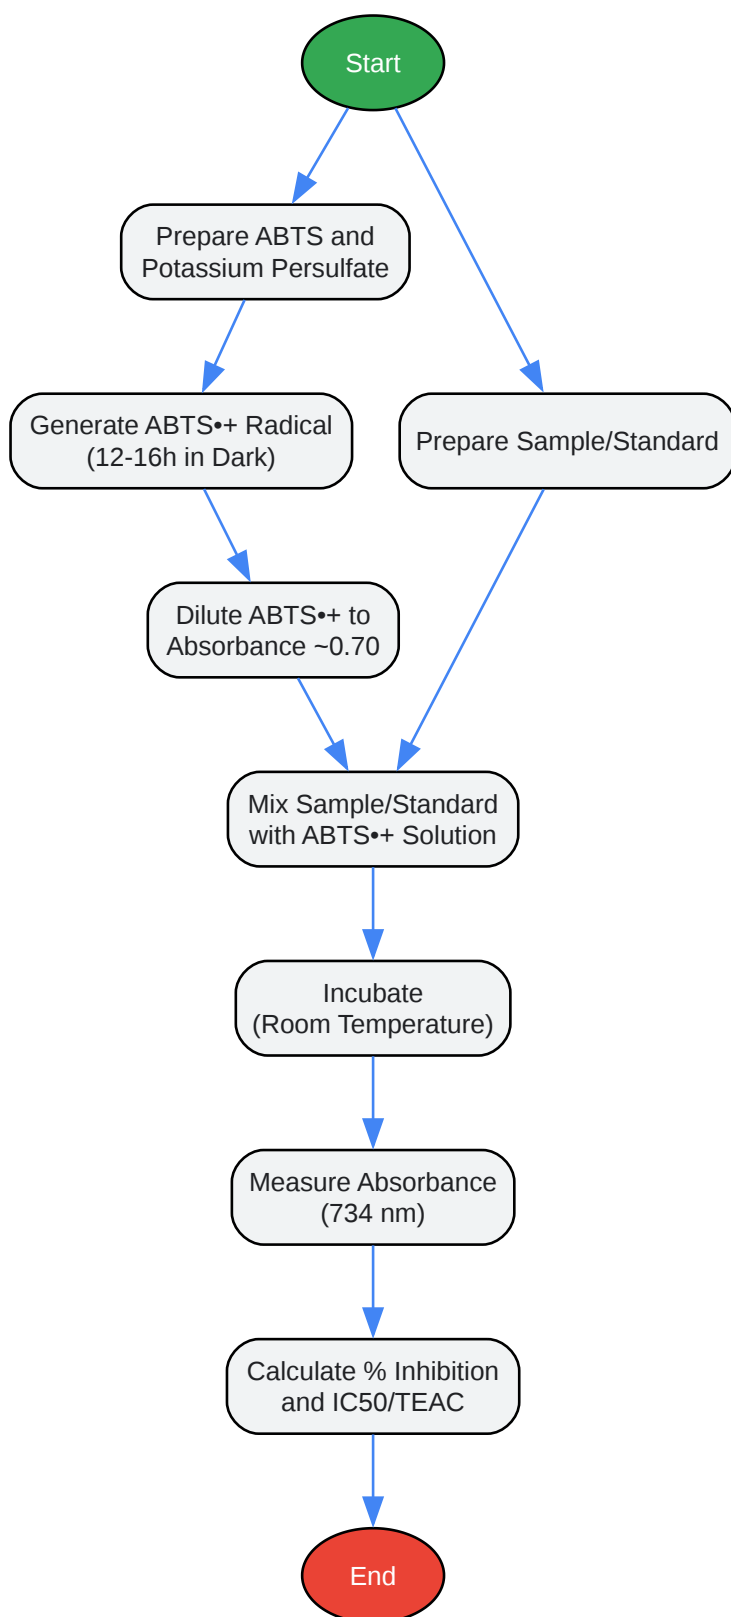 Start
Prepare ABTS and
Potassium Persulfate
Generate ABTS•+ Radical
(12-16h in Dark)
Prepare Sample/Standard
Dilute ABTS•+ to
Absorbance ~0.70
Mix Sample/Standard
with ABTS•+ Solution
Incubate
(Room Temperature)
Measure Absorbance
(734 nm)
Calculate % Inhibition
and IC50/TEAC
End